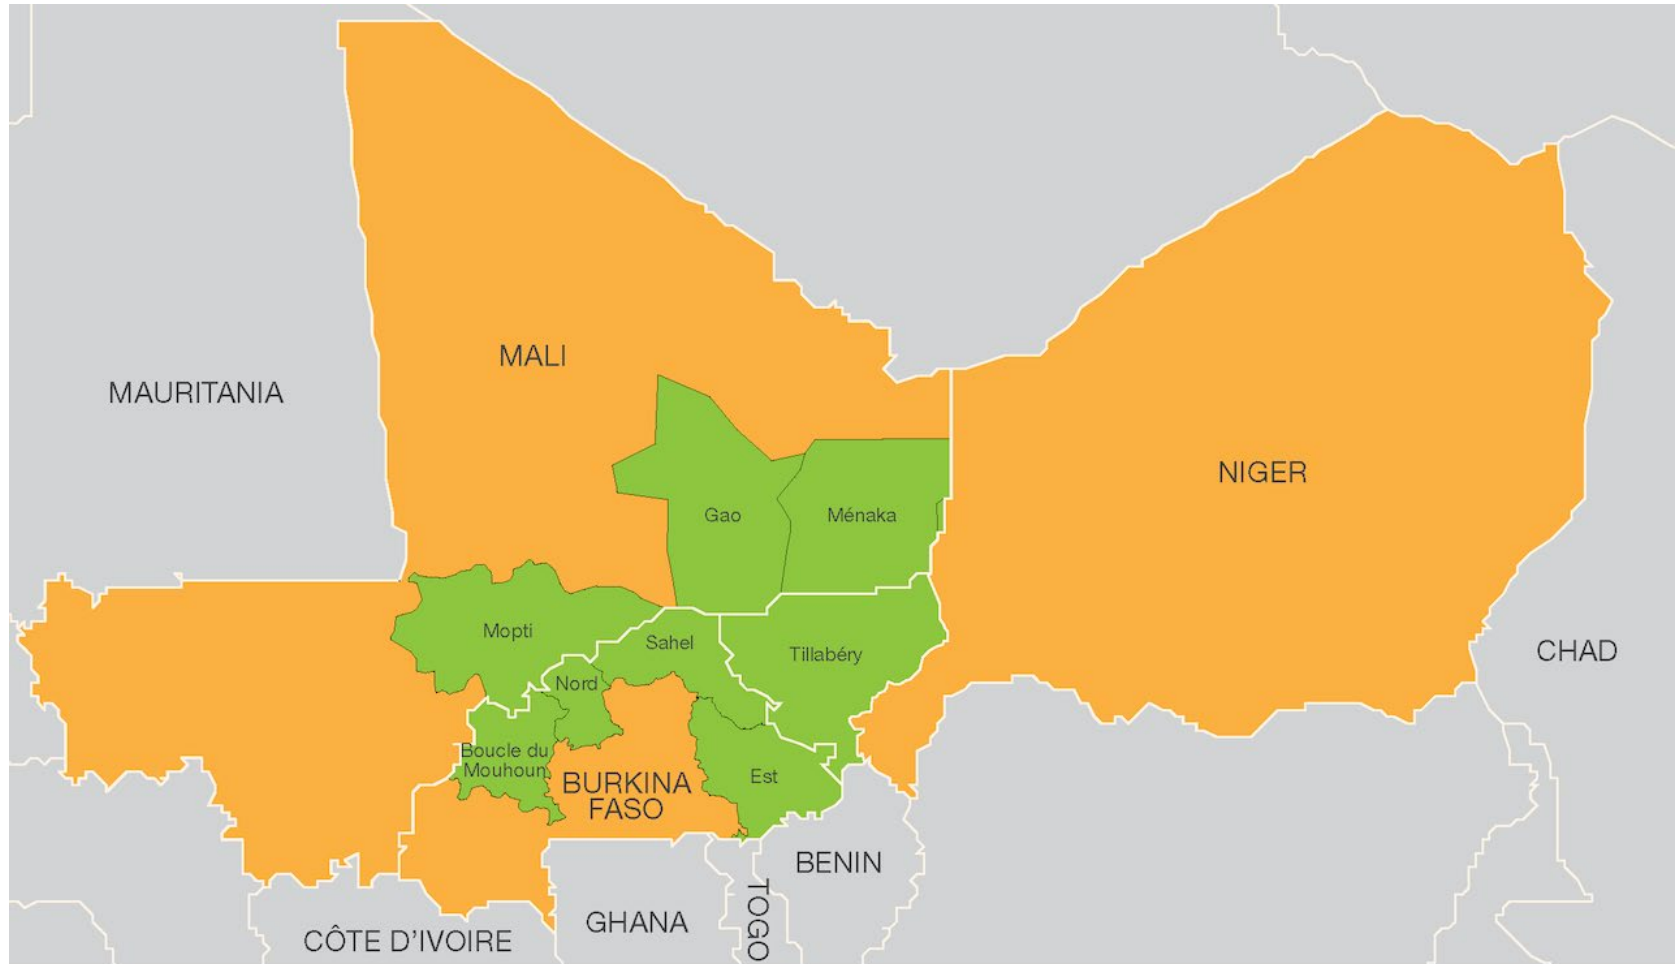 MALI
MAURITANIA
NIGER
Gao
Ménaka
Mopti
Sahel
Tillabéry
CHAD
Nord
Boucle du
Mouhoun
Est
BURKINA
FASO
BENIN
TOGO
GHANA
CÔTE D'IVOIRE